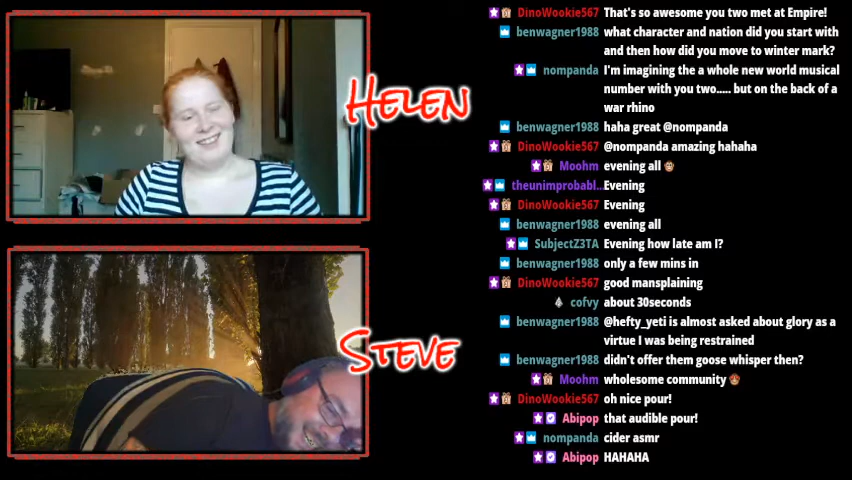 HELEN
STEVE
DinoWookie567 That's so awesome you two met at Empire!
benwagner1988 what character and nation did you start with
and then how did you move to winter mark?
nompanda I'm imagining the a whole new world musical
number with you two..... but on the back of a
war rhino
benwagner1988 haha great @nompanda
DinoWookie567 @nompanda amazing hahaha
Moohm evening all
theunimprobabl... Evening
DinoWookie567 Evening
benwagner1988 evening all
SubjectZ3TA Evening how late am I?
benwagner1988 only a few mins in
DinoWookie567 good mansplaining
cofvy about 30seconds
benwagner1988 @hefty_yeti is almost asked about glory as a
virtue I was being restrained
benwagner1988 didn't offer them goose whisper then?
Moohm wholesome community
DinoWookie567 oh nice pour!
Abipop that audible pour!
nompanda cider asmr
Abipop HAHAHA